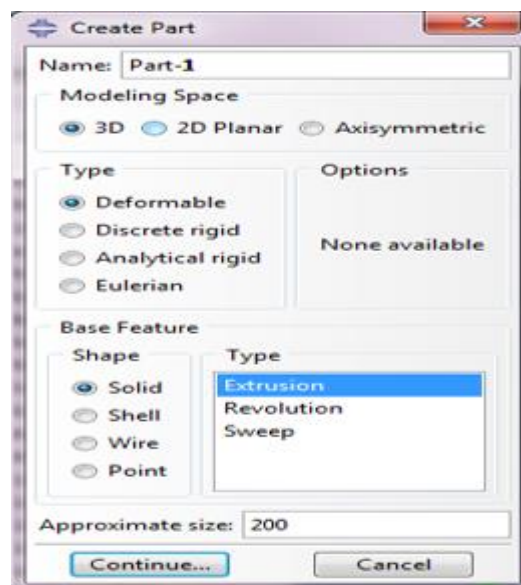 Create Part
Name: Part-1
Modeling Space
3D 2D Planar Axisymmetric
Type
Deformable
Discrete rigid
Analytical rigid
Eulerian
Options
None available
Base Feature
Shape
Solid
Shell
Wire
Point
Type
Extrusion
Revolution
Sweep
Approximate size: 200
Continue... Cancel